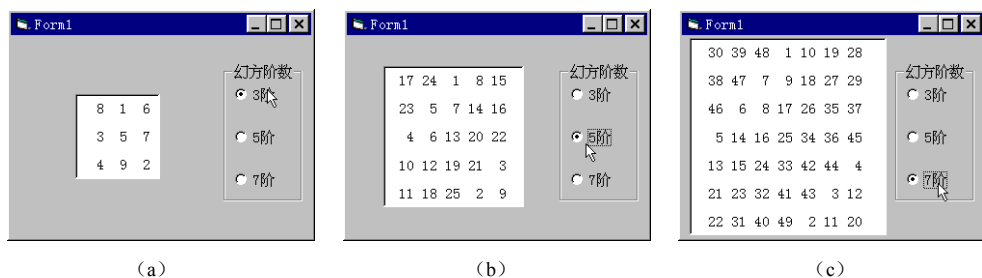 Form1
幻方阶数
8 1 6
3阶
3 5 7
5阶
4 9 2
7阶
(a)
Form1
幻方阶数
17 24 1 8 15
3阶
23 5 7 14 16
4 6 13 20 22
5阶
10 12 19 21 3
7阶
11 18 25 2 9
(b)
Form1
30 39 48 1 10 19 28
幻方阶数
38 47 7 9 18 27 29
3阶
46 6 8 17 26 35 37
5 14 16 25 34 36 45
5阶
13 15 24 33 42 44 4
7阶
21 23 32 41 43 3 12
22 31 40 49 2 11 20
(c)